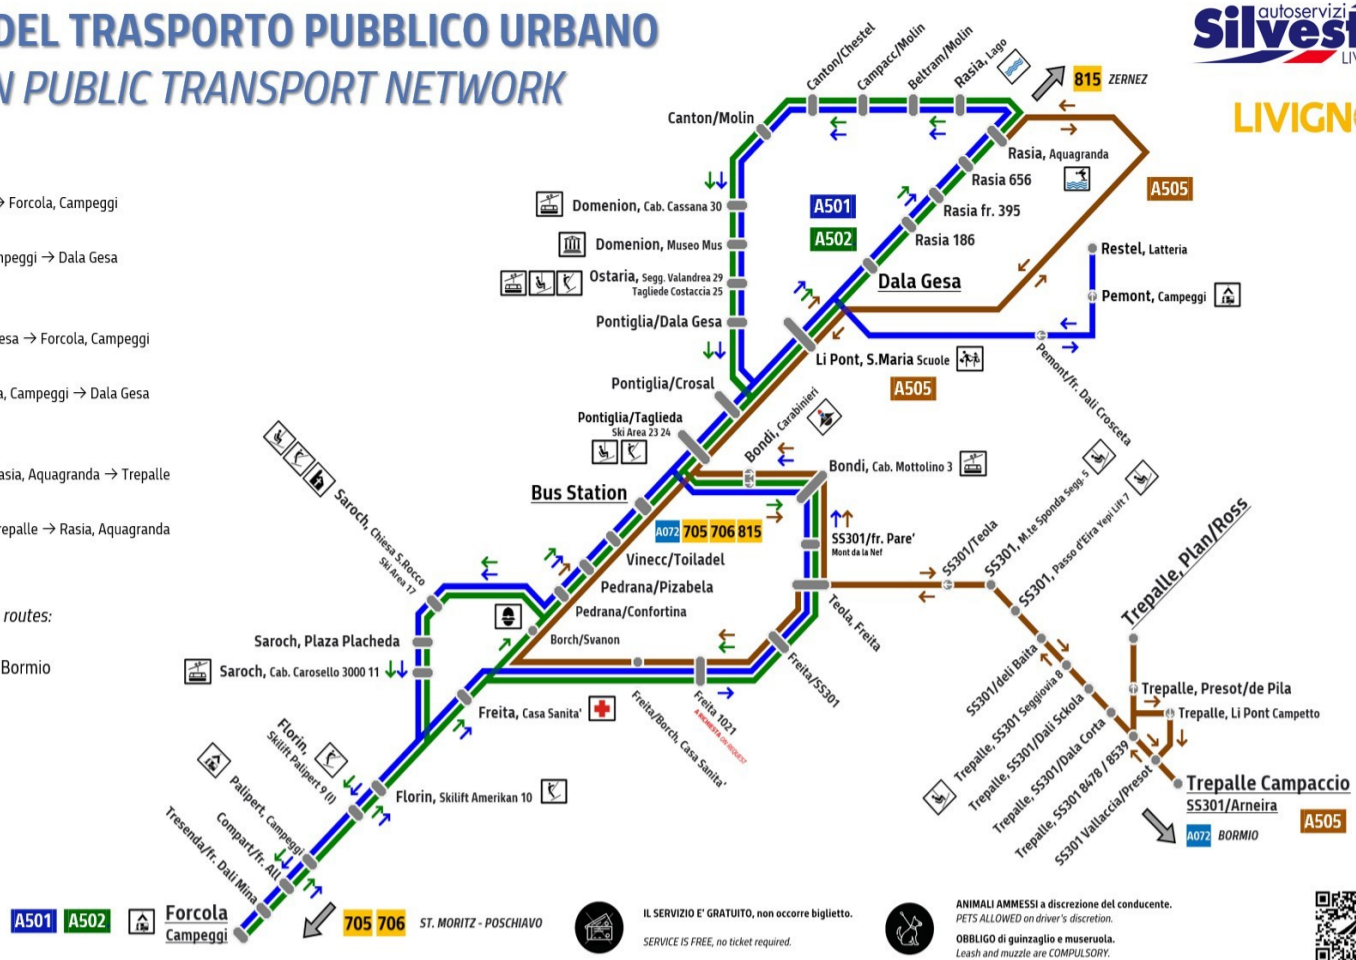 DEL TRASPORTO PUBBLICO URBANO
N PUBLIC TRANSPORT NETWORK
autoservizi
Silvest
LIV
LIVIGN
815 ZERNEZ
→ Forcola, Campeggi
mpeggi → Dala Gesa
esa → Forcola, Campeggi
a, Campeggi → Dala Gesa
asia, Aquagranda → Trepalle
repalle → Rasia, Aquagranda
routes:
Bormio
Canton/Chestel
Campacc/Molin
Beltram/Molin
Rasia, Lago
Canton/Molin
Rasia, Aquagranda
Rasia 656
Rasia fr. 395
Rasia 186
A501
A502
A505
Domenion, Cab. Cassana 30
Domenion, Museo Mus
Ostaria, Segg. Valandrea 29
Tagliede Costaccia 25
Pontiglia/Dala Gesa
Dala Gesa
Restel, Latteria
Pemont, Campeggi
Pemont/fr. Dali Crosceta
Li Pont, S.Maria Scuole
A505
Pontiglia/Crosal
Pontiglia/Taglieda
Ski Area 23 24
Bondi, Carabinieri
Bondi, Cab. Mottolino 3
Bus Station
A072 705 706 815
SS301/fr. Pare'
Mont da la Nef
Vinecc/Toiladel
Pedrana/Pizabela
Pedrana/Confortina
Borch/Svanon
Saroch, Chiesa S.Rocco
Ski Area 17
Saroch, Plaza Placheda
Saroch, Cab. Carosello 3000 11
Teola, Freita
Freita/SS301
Freita 1021
A RICHIESTA ON REQUEST
Freita/Borch, Casa Sanita'
Freita, Casa Sanita'
SS301/Teola
SS301, M.te Sponda Segg. 5
SS301, Passo d'Eira Yepi Lift 7
SS301/deli Baita
Trepalle, SS301 Seggiovia 8
Trepalle, SS301/Dali Sckola
Trepalle, SS301/Dala Corta
Trepalle, SS301 8478 / 8539
SS301 Vallaccia/Presot
Trepalle, Plan/Ross
Trepalle, Presot/de Pila
Trepalle, Li Pont Campetto
Trepalle Campaccio
SS301/Arneira
A505
A072 BORMIO
Florin,
Skilift Palipert 9 (I)
Florin, Skilift Amerikan 10
Palipert, Campeggi
Compart/fr. All
Tresenda/fr. Dali Mina
A501 A502
Forcola
Campeggi
705 706 ST. MORITZ - POSCHIAVO
IL SERVIZIO E' GRATUITO, non occorre biglietto.
SERVICE IS FREE, no ticket required.
ANIMALI AMMESSI a discrezione del conducente.
PETS ALLOWED on driver's discretion.
OBBLIGO di guinzaglio e museruola.
Leash and muzzle are COMPULSORY.